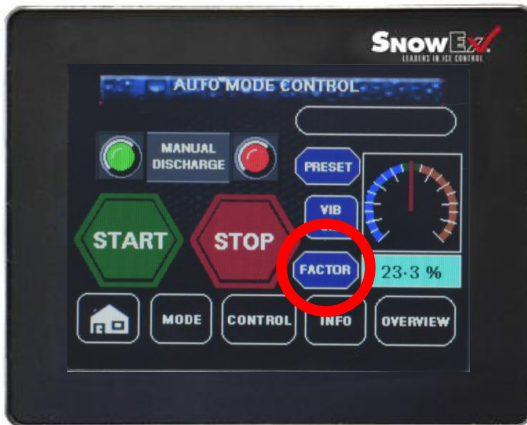 SNOWEX
LEADERS IN ICE CONTROL
AUTO MODE CONTROL
MANUAL
DISCHARGE
PRESET
VIB
START
STOP
FACTOR
23.3 %
MODE
CONTROL
INFO
OVERVIEW